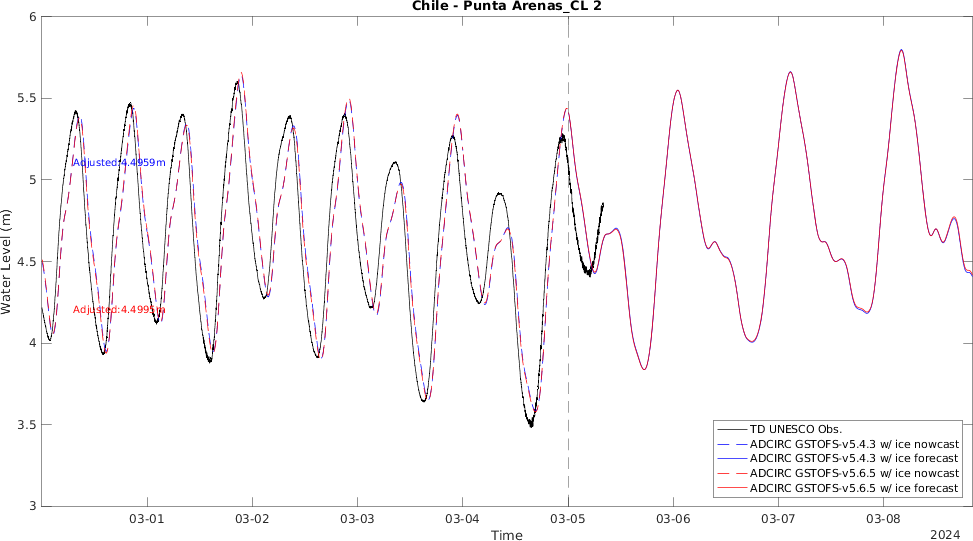 Chile - Punta Arenas_CL 2
6
5.5
5
4.5
4
3.5
3
Water Level (m)
Adjusted:4.4959m
Adjusted:4.4995m
TD UNESCO Obs.
ADCIRC GSTOFS-v5.4.3 w/ ice nowcast
ADCIRC GSTOFS-v5.4.3 w/ ice forecast
ADCIRC GSTOFS-v5.6.5 w/ ice nowcast
ADCIRC GSTOFS-v5.6.5 w/ ice forecast
03-01 03-02 03-03 03-04 03-05 03-06 03-07 03-08
Time
2024